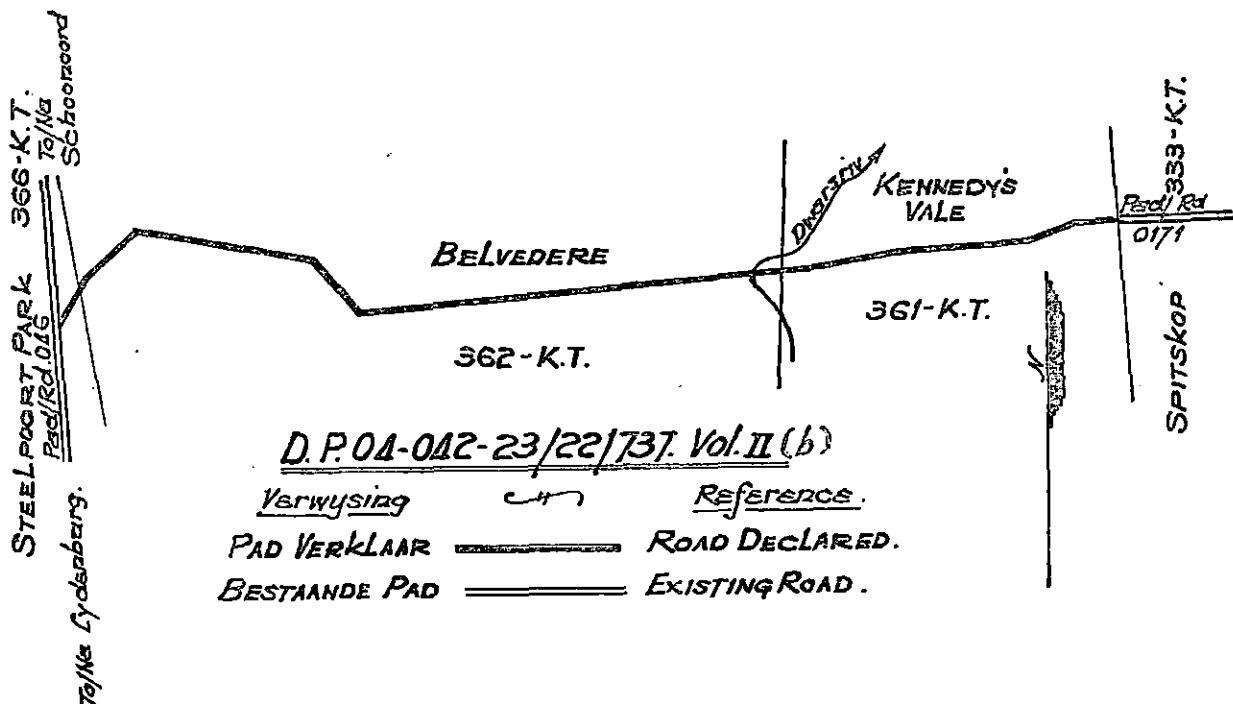 STEELPOORT PARK 366-K.T.
Pad/Rd.046
To/Na
Schoonoord
To/Na Lydenburg.
BELVEDERE
362-K.T.
Dwarsriv
KENNEDY'S
VALE
361-K.T.
Pad/Rd
0171
SPITSKOP 333-K.T.
N
D.P.04-042-23/22/737. Vol.II (b)
Verwysing
Reference.
PAD VERKLAAR
ROAD DECLARED.
BESTAANDE PAD
EXISTING ROAD.